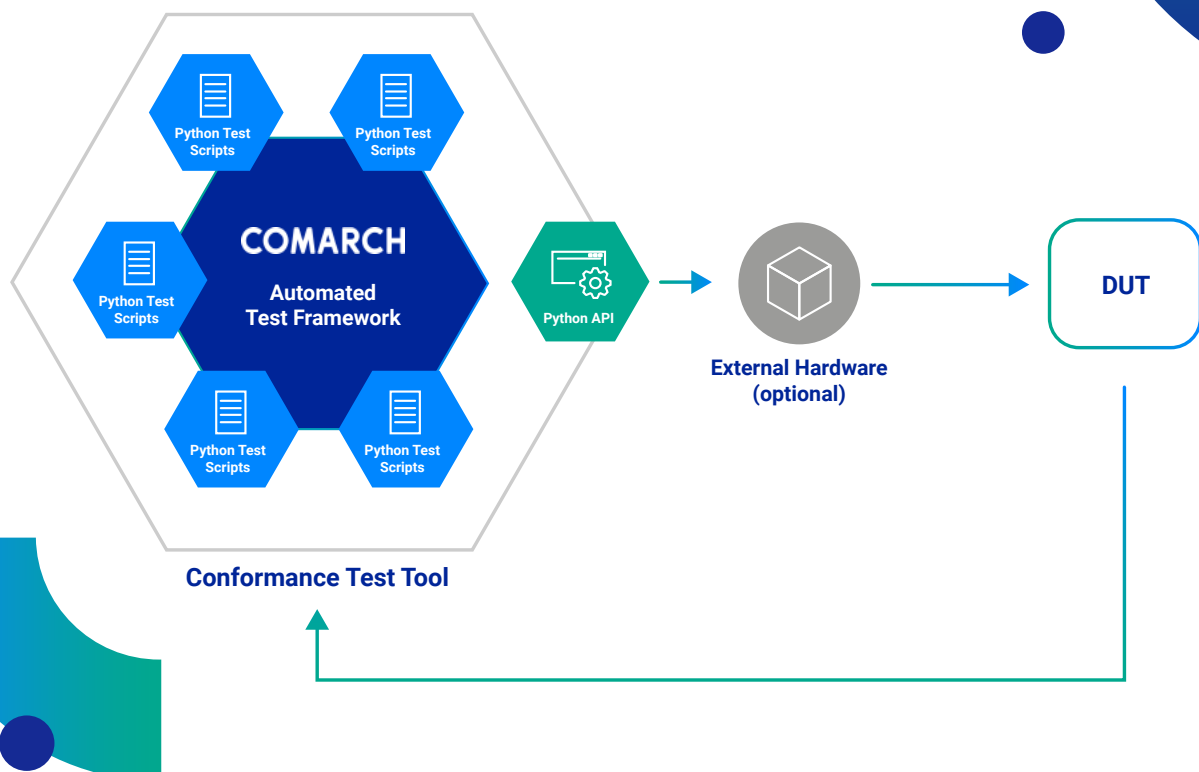 Python Test
Scripts
Python Test
Scripts
COMARCH
Automated
Test Framework
Python Test
Scripts
Python API
DUT
External Hardware
(optional)
Python Test
Scripts
Python Test
Scripts
Conformance Test Tool